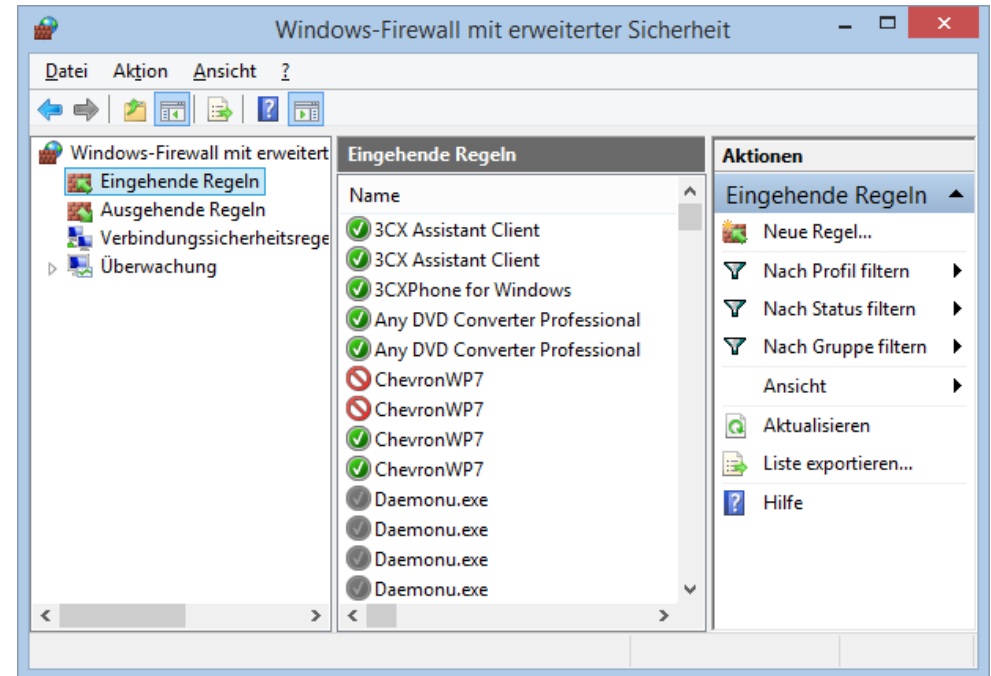 Windows-Firewall mit erweiterter Sicherheit
Datei Aktion Ansicht ?
Windows-Firewall mit erweitert
Eingehende Regeln
Ausgehende Regeln
Verbindungssicherheitsrege
Überwachung
Eingehende Regeln
Name
3CX Assistant Client
3CX Assistant Client
3CXPhone for Windows
Any DVD Converter Professional
Any DVD Converter Professional
ChevronWP7
ChevronWP7
ChevronWP7
ChevronWP7
Daemonu.exe
Daemonu.exe
Daemonu.exe
Daemonu.exe
Aktionen
Eingehende Regeln
Neue Regel...
Nach Profil filtern
Nach Status filtern
Nach Gruppe filtern
Ansicht
Aktualisieren
Liste exportieren...
Hilfe